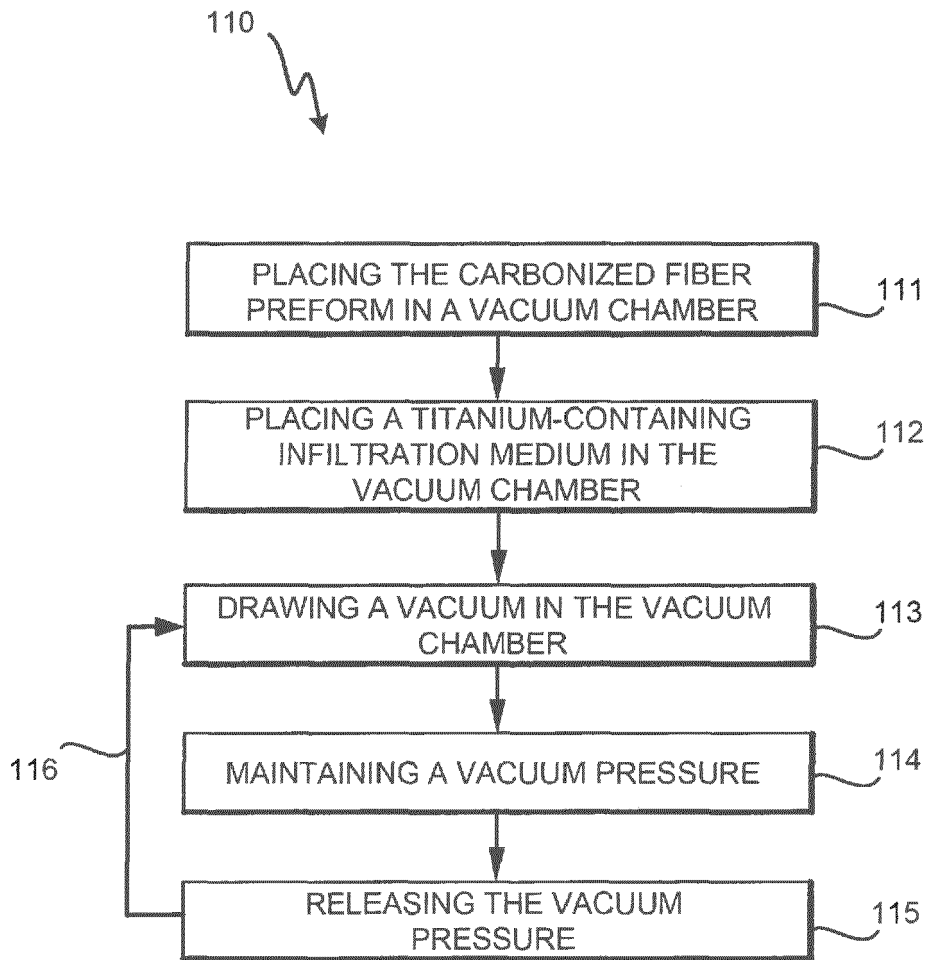 110
PLACING THE CARBONIZED FIBER
PREFORM IN A VACUUM CHAMBER
111
PLACING A TITANIUM-CONTAINING
INFILTRATION MEDIUM IN THE
VACUUM CHAMBER
112
DRAWING A VACUUM IN THE VACUUM
CHAMBER
113
MAINTAINING A VACUUM PRESSURE
114
116
RELEASING THE VACUUM
PRESSURE
115